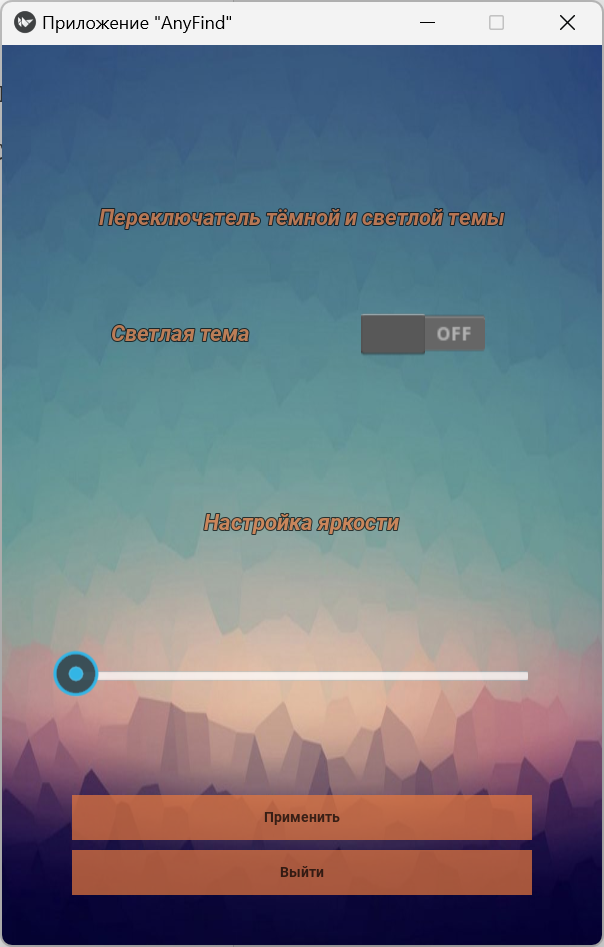 Приложение "AnyFind"
Переключатель тёмной и светлой темы
Светлая тема
OFF
Настройка яркости
Применить
Выйти